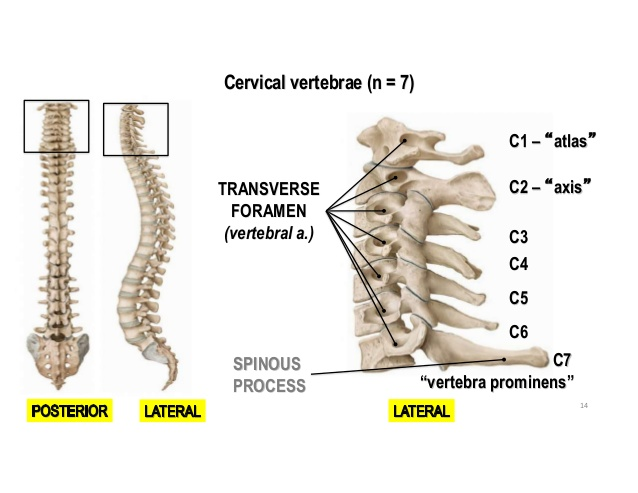 Cervical vertebrae (n = 7)
C1 – “atlas”
TRANSVERSE
FORAMEN
(vertebral a.)
C2 – “axis”
C3
C4
C5
C6
SPINOUS
PROCESS
C7
“vertebra prominens”
POSTERIOR
LATERAL
LATERAL
14